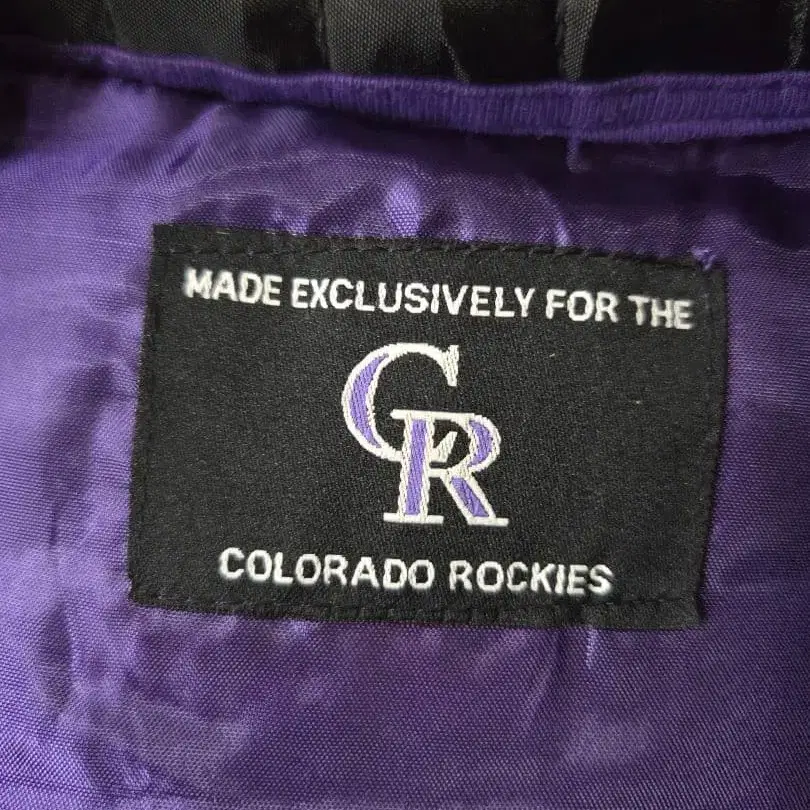 MADE EXCLUSIVELY FOR THE
CR
COLORADO ROCKIES